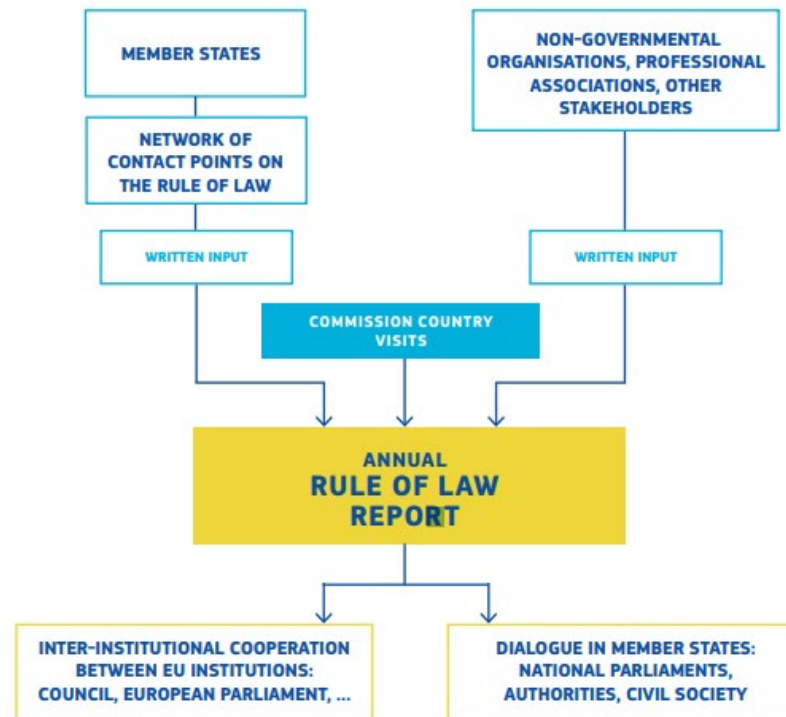 MEMBER STATES
NON-GOVERNMENTAL
ORGANISATIONS, PROFESSIONAL
ASSOCIATIONS, OTHER
STAKEHOLDERS
NETWORK OF
CONTACT POINTS ON
THE RULE OF LAW
WRITTEN INPUT
WRITTEN INPUT
COMMISSION COUNTRY
VISITS
ANNUAL
RULE OF LAW
REPORT
INTER-INSTITUTIONAL COOPERATION
BETWEEN EU INSTITUTIONS:
COUNCIL, EUROPEAN PARLIAMENT, ...
DIALOGUE IN MEMBER STATES:
NATIONAL PARLIAMENTS,
AUTHORITIES, CIVIL SOCIETY